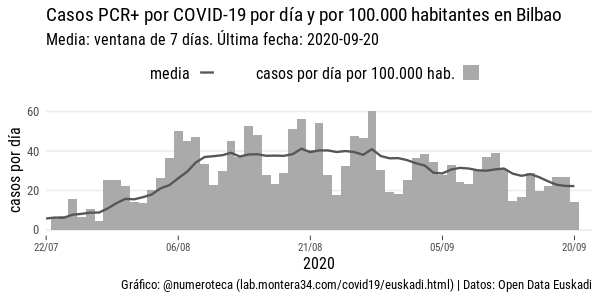 Casos PCR+ por COVID-19 por día y por 100.000 habitantes en Bilbao
Media: ventana de 7 días. Última fecha: 2020-09-20
media casos por día por 100.000 hab.
casos por día
60
40
20
0
22/07 06/08 21/08 05/09 20/09
2020
Gráfico: @numeroteca (lab.montera34.com/covid19/euskadi.html) | Datos: Open Data Euskadi